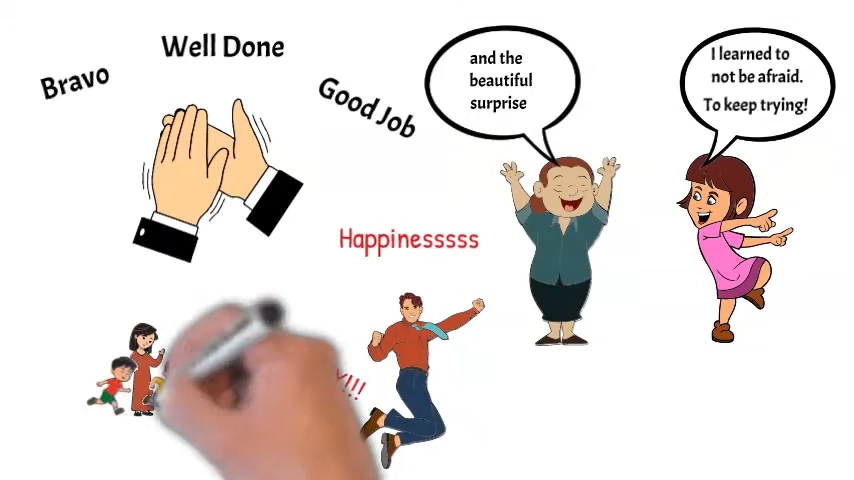 Well Done
Bravo
Good Job
and the
beautiful
surprise
I learned to
not be afraid.
To keep trying!
Happinesssss